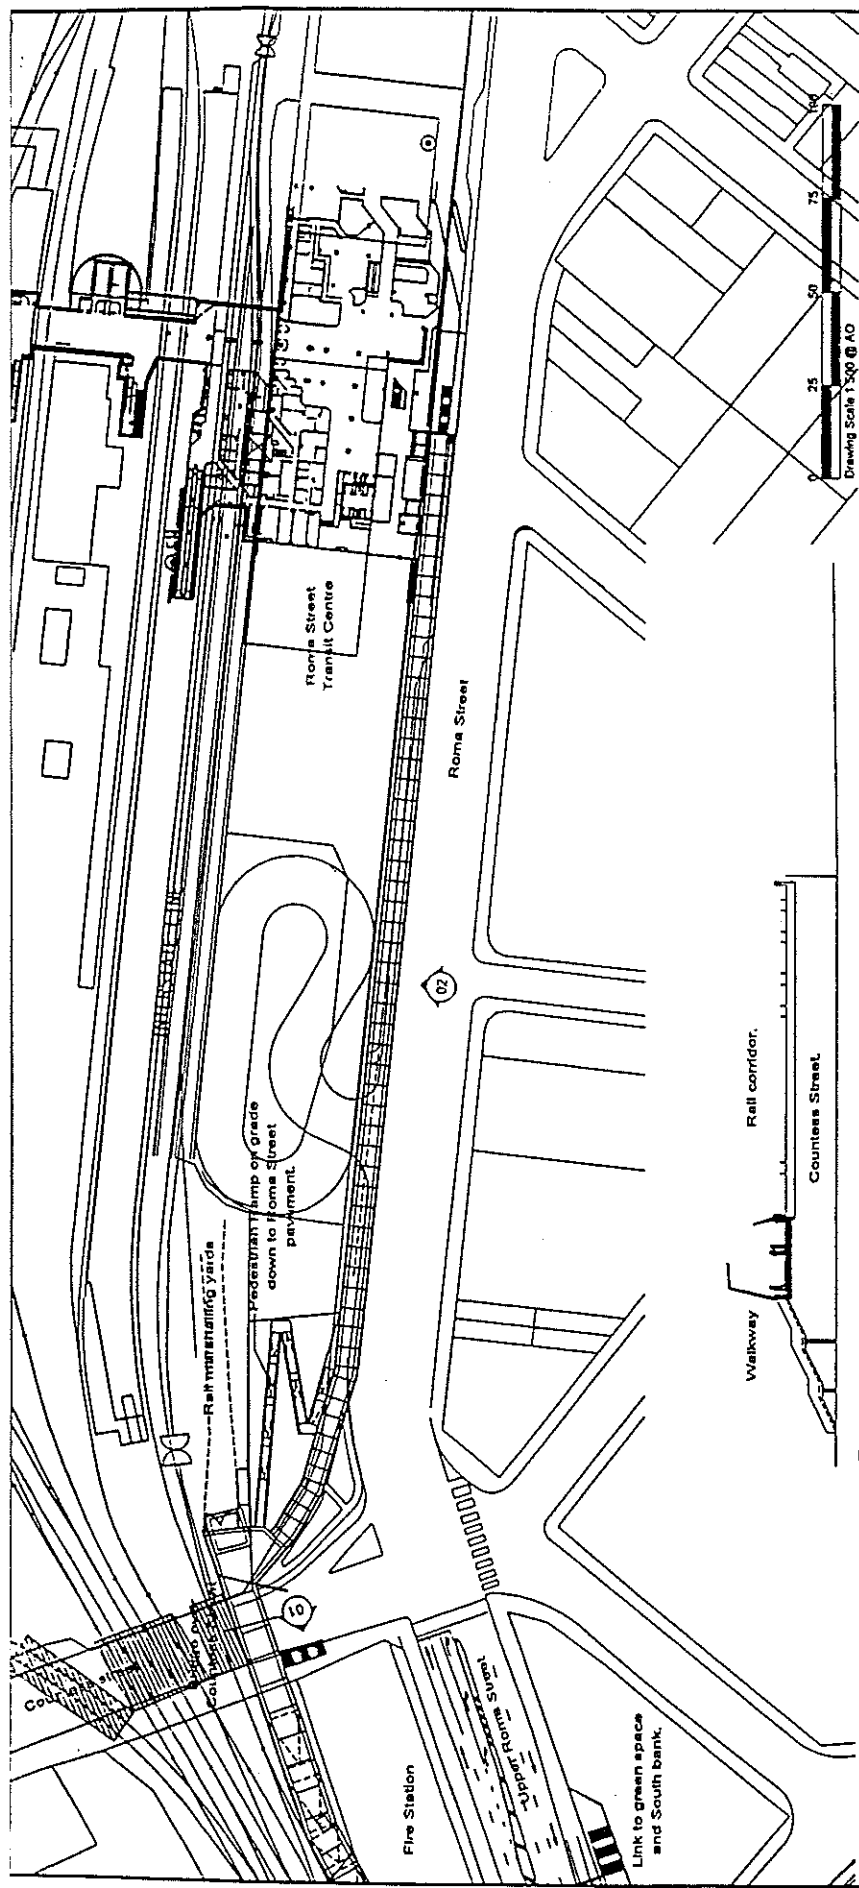 Roma Street
Transit Centre
Roma Street
02
Pedestrian Ramp on grade
down to Roma Street
pavement.
Rail marshalling yards
01
Fire Station
Upper Roma Street
Link to green space
and South bank.
Walkway
Rail corridor.
Countess Street
0
25
50
75
100
Drawing Scale 1:500 @ AO